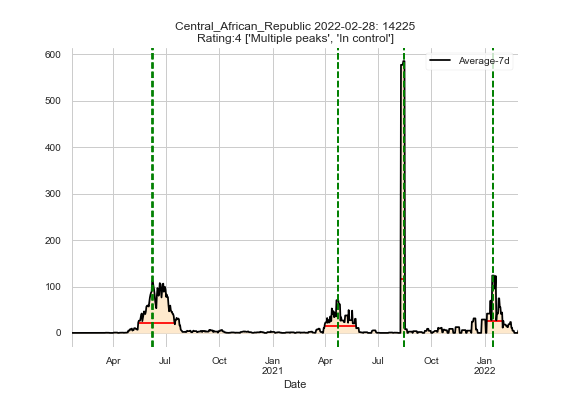 Central_African_Republic 2022-02-28: 14225
Rating:4 ['Multiple peaks', 'In control']
Average-7d
600
500
400
300
200
100
0
Apr
Jul
Oct
Jan
2021
Apr
Jul
Oct
Jan
2022
Date